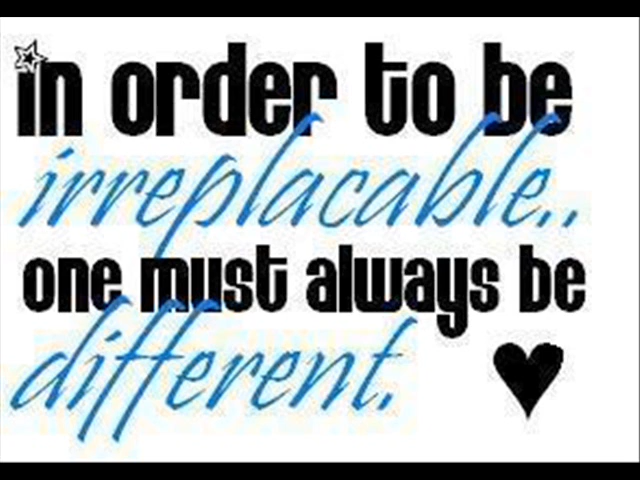 in order to be
irreplacable..
one must always be
different.